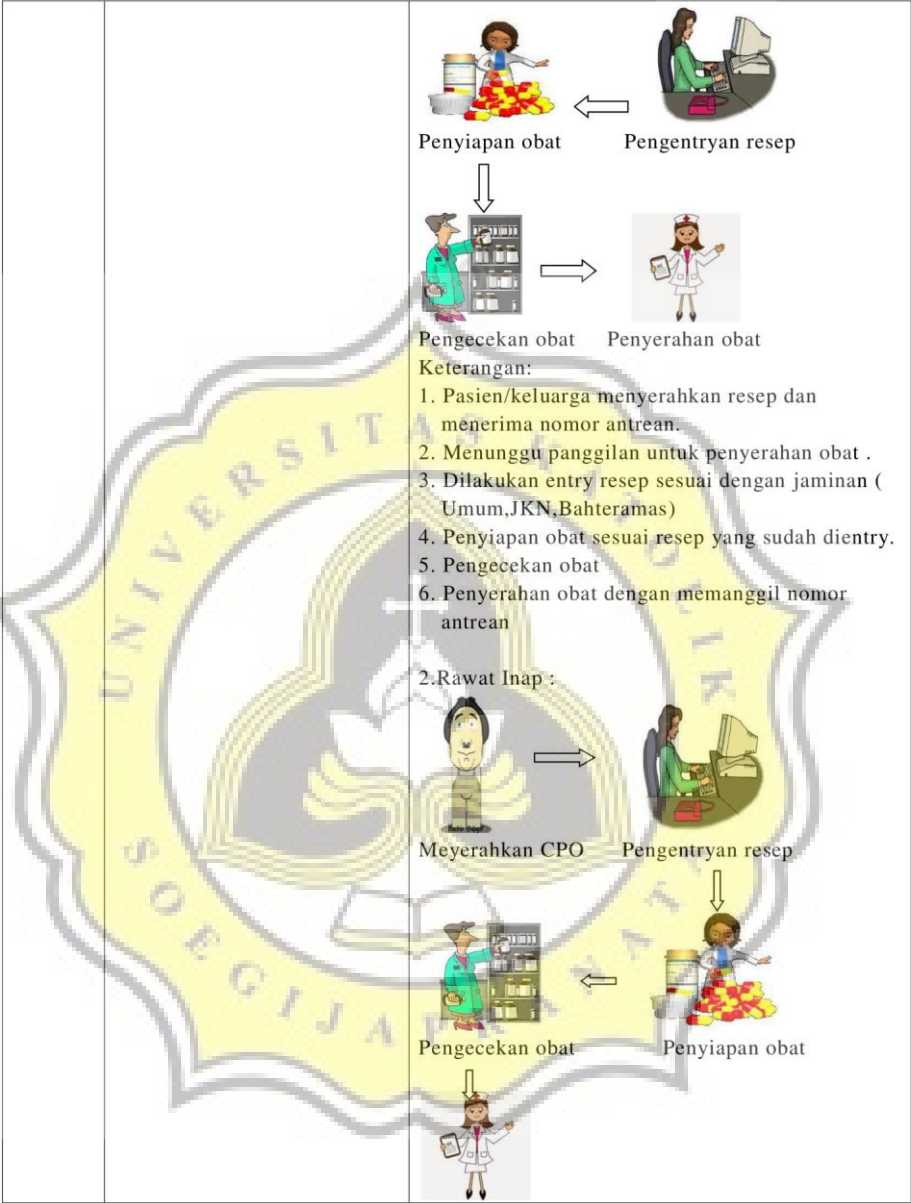 Penyiapan obat Pengentryan resep
Pengecekan obat Penyerahan obat
Keterangan:
1. Pasien/keluarga menyerahkan resep dan
menerima nomor antrean.
2. Menunggu panggilan untuk penyerahan obat .
3. Dilakukan entry resep sesuai dengan jaminan (
Umum,JKN,Bahteramas)
4. Penyiapan obat sesuai resep yang sudah dientry.
5. Pengecekan obat
6. Penyerahan obat dengan memanggil nomor
antrean
2.Rawat Inap :
Meyerahkan CPO Pengentryan resep
Pengecekan obat Penyiapan obat
UNIVERSITAS KATOLIK
SOEGIJAPRANATA